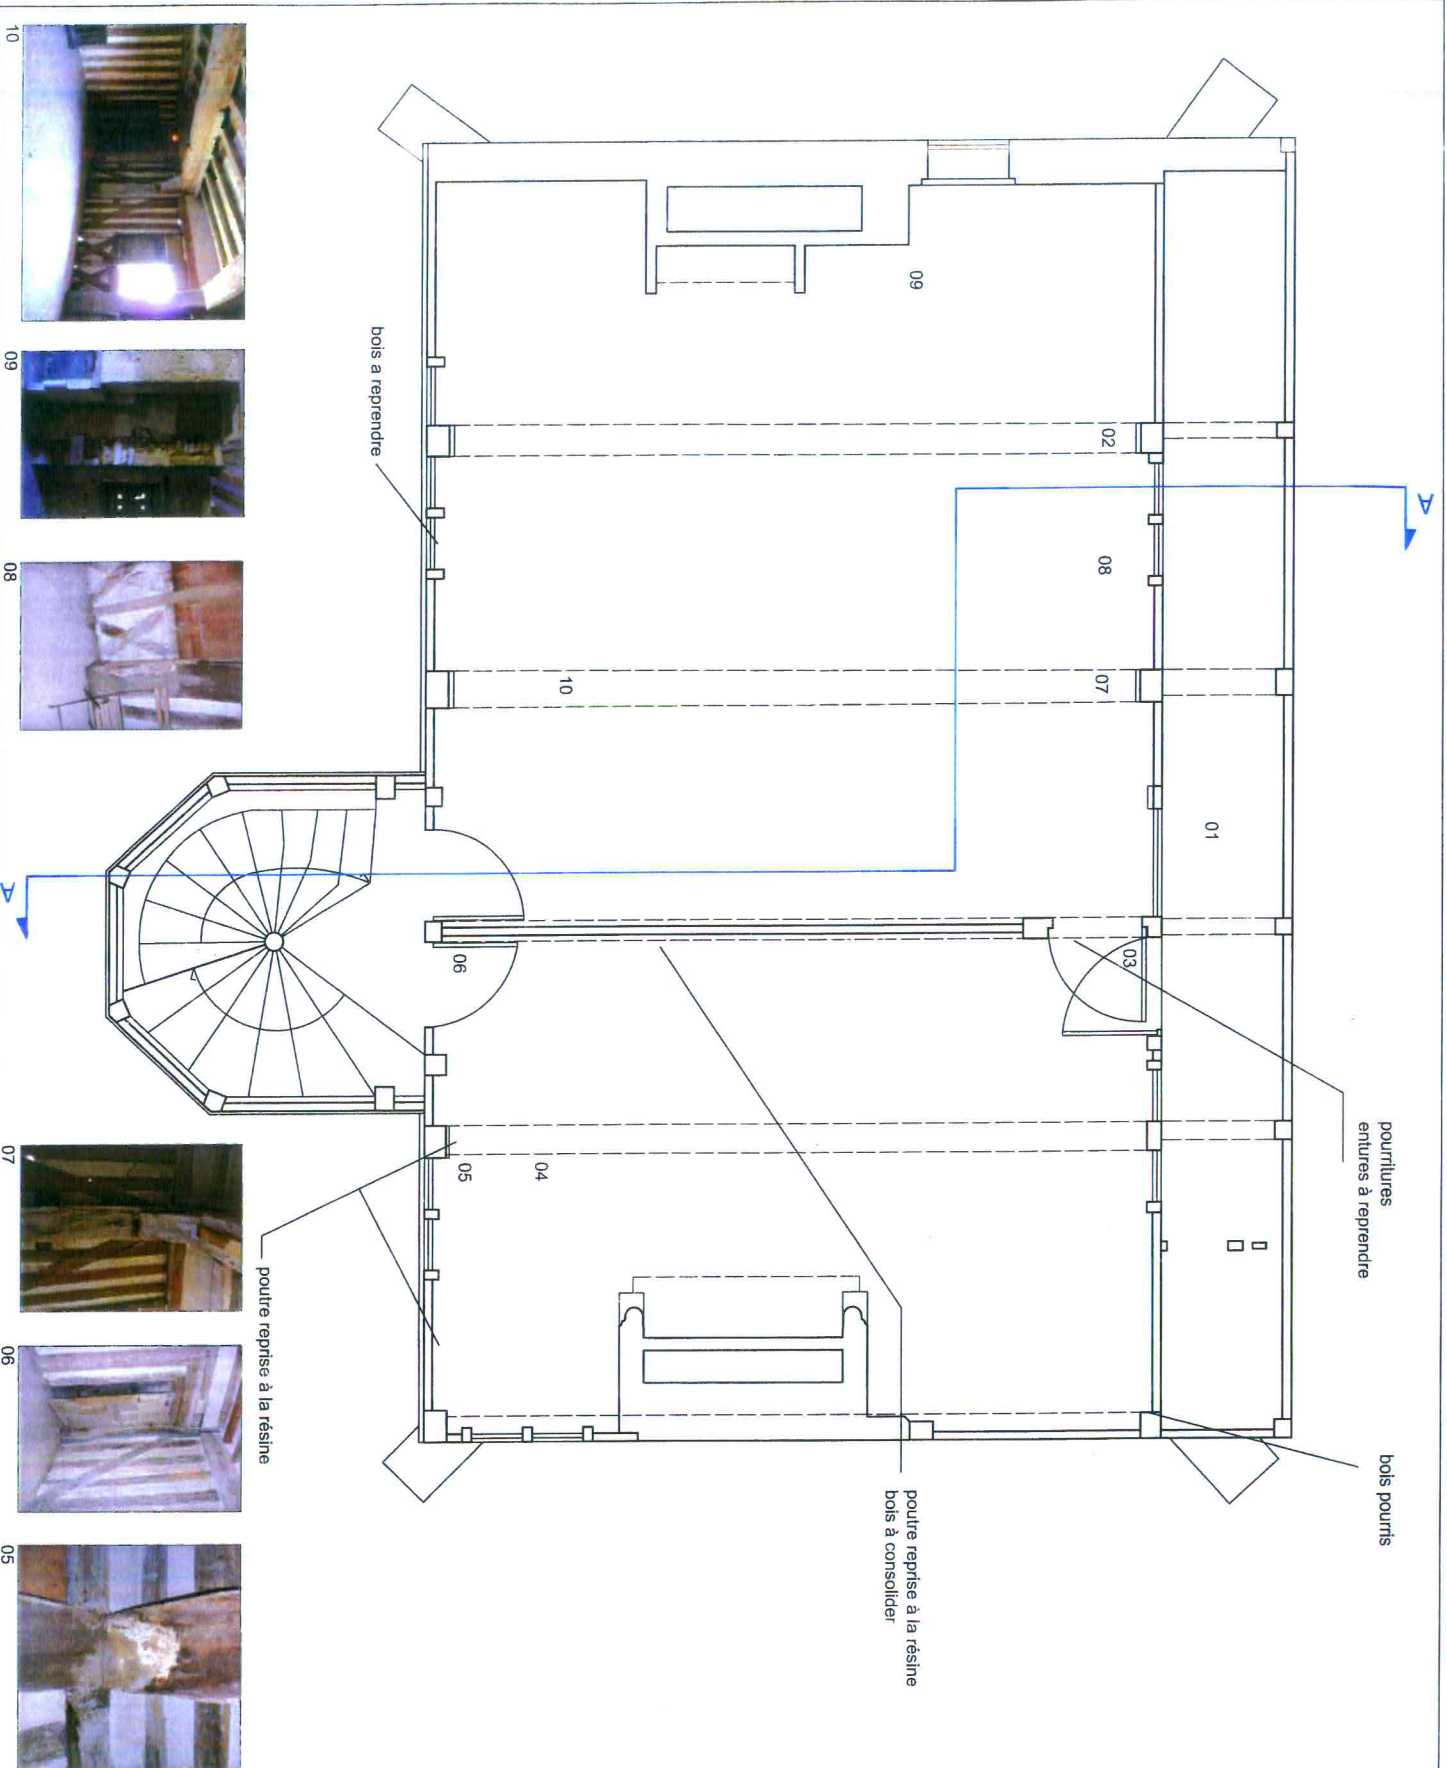 A
pourritures
entures à reprendre
bois pourris
01
02
08
07
03
09
poutre reprise à la résine
bois à consolider
10
06
04
05
bois a reprendre
A
poutre reprise à la résine
10
09
08
07
06
05